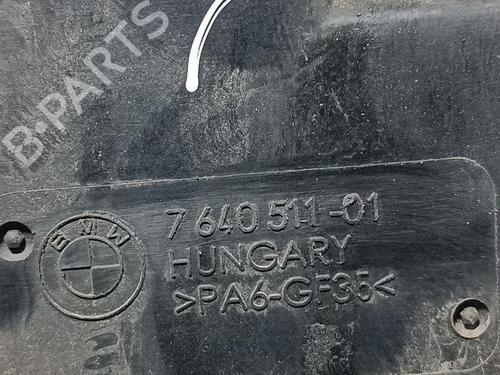 B-PARTS
BMW
7 640 511-01
HUNGARY
>PA6-GF35<